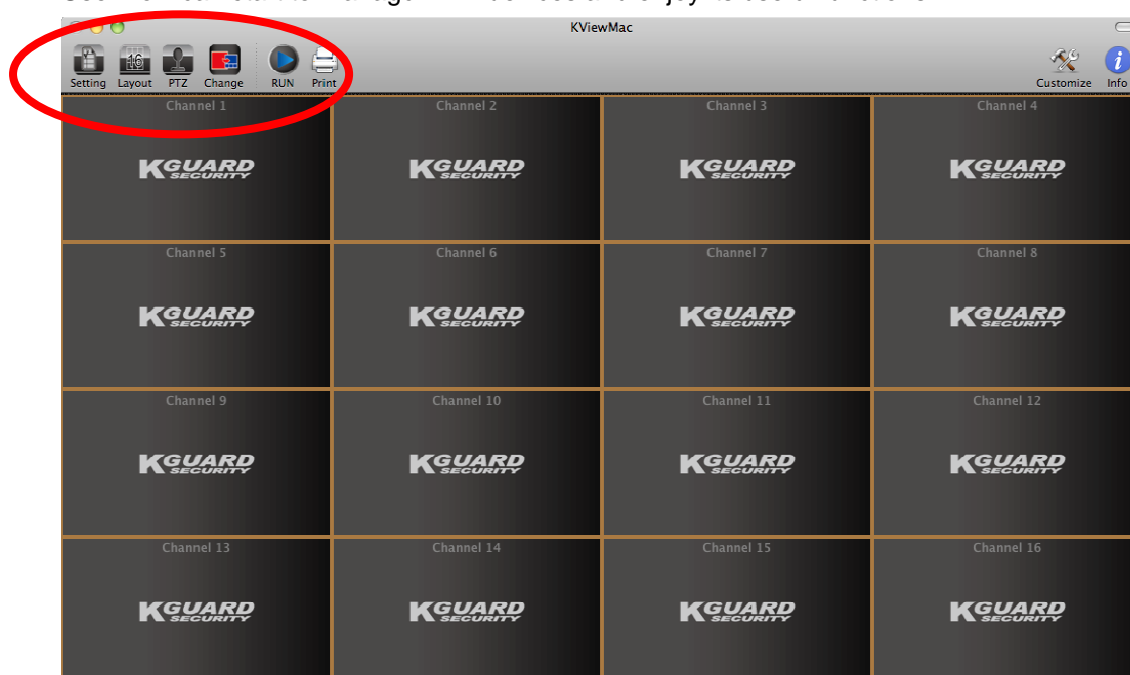 KViewMac
Setting Layout PTZ Change RUN Print Customize Info
16
Channel 1 Channel 2 Channel 3 Channel 4
KGUARD KGUARD KGUARD KGUARD
SECURITY SECURITY SECURITY SECURITY
Channel 5 Channel 6 Channel 7 Channel 8
KGUARD KGUARD KGUARD KGUARD
SECURITY SECURITY SECURITY SECURITY
Channel 9 Channel 10 Channel 11 Channel 12
KGUARD KGUARD KGUARD KGUARD
SECURITY SECURITY SECURITY SECURITY
Channel 13 Channel 14 Channel 15 Channel 16
KGUARD KGUARD KGUARD KGUARD
SECURITY SECURITY SECURITY SECURITY